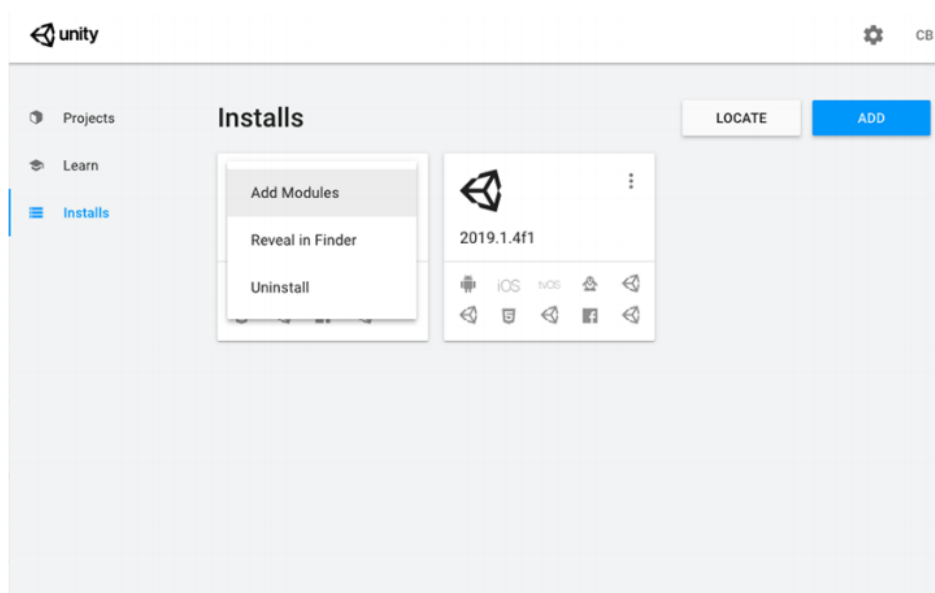 unity
CB
Projects
Learn
Installs
Installs
LOCATE
ADD
Add Modules
Reveal in Finder
Uninstall
2019.1.4f1
iOS
tvOS